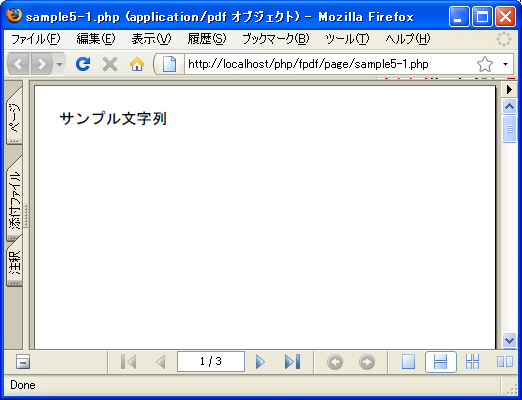 sample5-1.php (application/pdf オブジェクト) - Mozilla Firefox
ファイル(F) 編集(E) 表示(V) 履歴(S) ブックマーク(B) ツール(T) ヘルプ(H)
http://localhost/php/fpdf/page/sample5-1.php
ページ
添付ファイル
注釈
サンプル文字列
1 / 3
Done